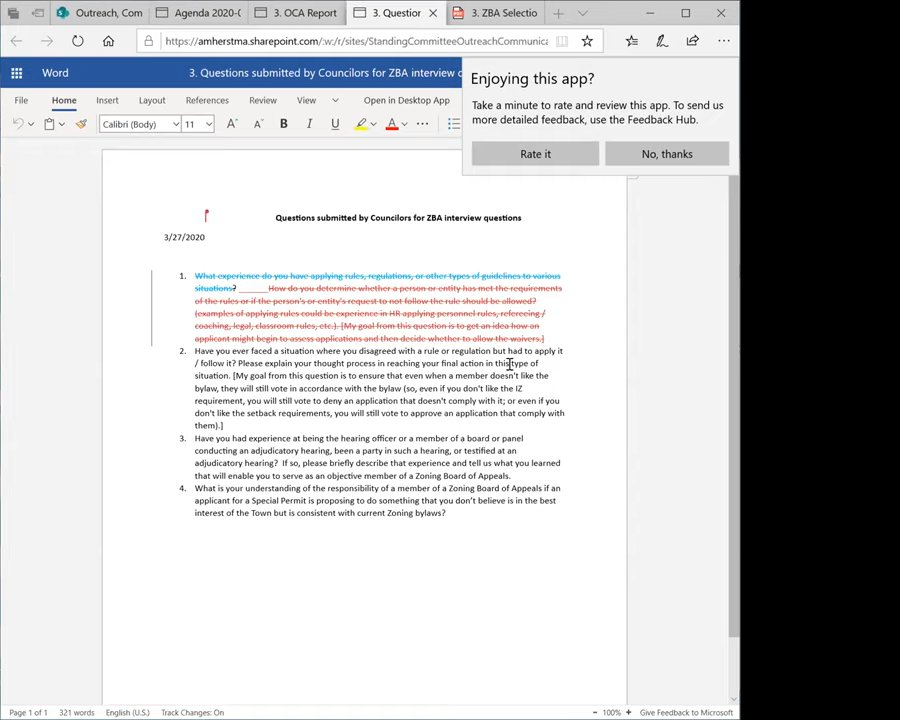 Outreach, Com
Agenda 2020-(
3. OCA Report
3. Question
3. ZBA Selectio
https://amherstma.sharepoint.com/:w:/r/sites/StandingCommitteeOutreachCommunica
Word
3. Questions submitted by Councilors for ZBA interview
Enjoying this app?
Take a minute to rate and review this app. To send us
more detailed feedback, use the Feedback Hub.
Rate it
No, thanks
File Home Insert Layout References Review View Open in Desktop App
Calibri (Body) 11 A A B I U A
Questions submitted by Councilors for ZBA interview questions
3/27/2020
1. What experience do you have applying rules, regulations, or other types of guidelines to various
situations? ______How do you determine whether a person or entity has met the requirements
of the rules or if the person's or entity's request to not follow the rule should be allowed?
(examples of applying rules could be experience in HR applying personnel rules, refereeing /
coaching, legal, classroom rules, etc.). [My goal from this question is to get an idea how an
applicant might begin to assess applications and then decide whether to allow the waivers.]
2. Have you ever faced a situation where you disagreed with a rule or regulation but had to apply it
/ follow it? Please explain your thought process in reaching your final action in this type of
situation. [My goal from this question is to ensure that even when a member doesn't like the
bylaw, they will still vote in accordance with the bylaw (so, even if you don't like the IZ
requirement, you will still vote to deny an application that doesn't comply with it; or even if you
don't like the setback requirements, you will still vote to approve an application that comply with
them).]
3. Have you had experience at being the hearing officer or a member of a board or panel
conducting an adjudicatory hearing, been a party in such a hearing, or testified at an
adjudicatory hearing? If so, please briefly describe that experience and tell us what you learned
that will enable you to serve as an objective member of a Zoning Board of Appeals.
4. What is your understanding of the responsibility of a member of a Zoning Board of Appeals if an
applicant for a Special Permit is proposing to do something that you don't believe is in the best
interest of the Town but is consistent with current Zoning bylaws?
Page 1 of 1 321 words English (U.S.) Track Changes: On − 100% + Give Feedback to Microsoft